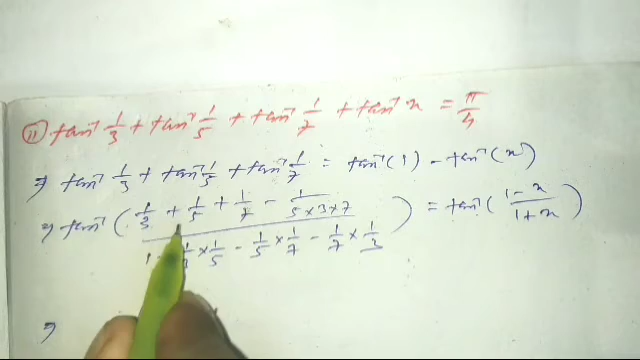 ii) tan⁻¹ 1/3 + tan⁻¹ 1/5 + tan⁻¹ 1/7 + tan⁻¹ x = π/4
⇒ tan⁻¹ 1/3 + tan⁻¹ 1/5 + tan⁻¹ 1/7 = tan⁻¹(1) - tan⁻¹(x)
⇒ tan⁻¹ ( (1/3 + 1/5 + 1/7 - 1/(5×3×7)) / (1 - 1/3 × 1/5 - 1/5 × 1/7 - 1/7 × 1/3) ) = tan⁻¹ ( (1-x)/(1+x) )
⇒